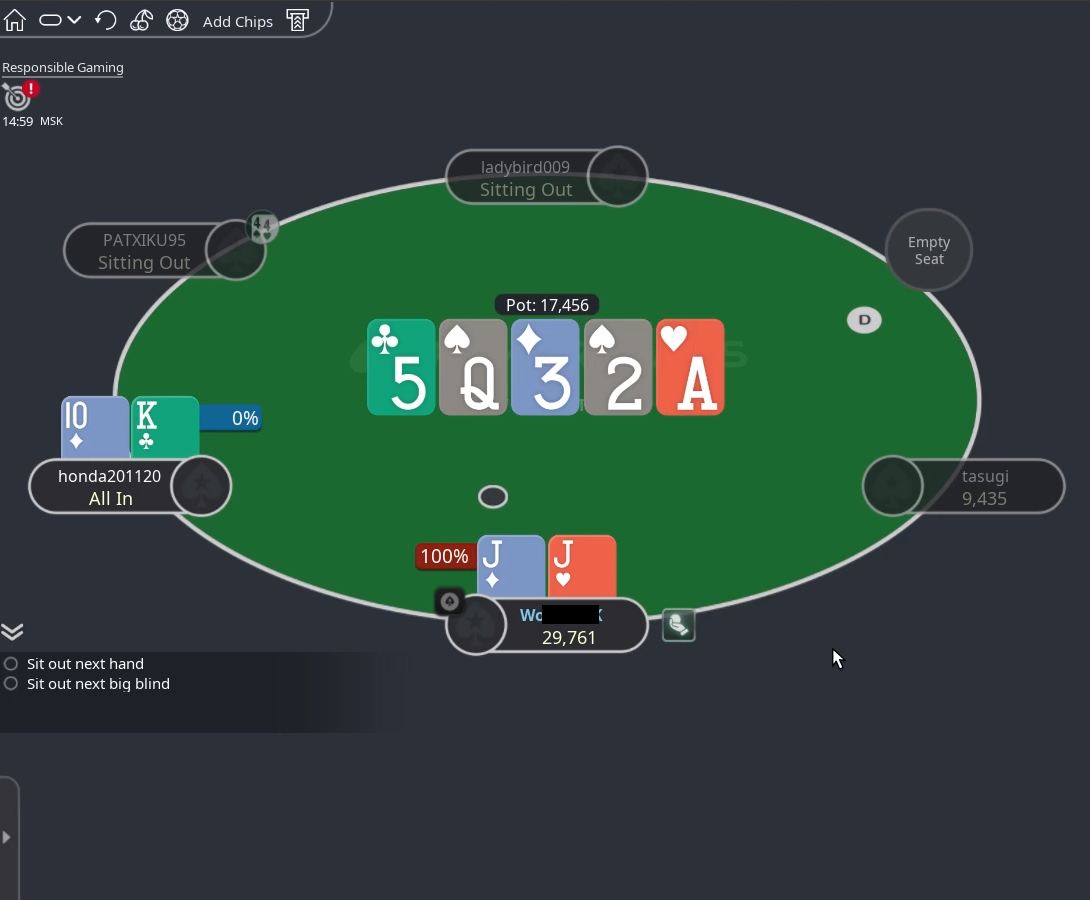 Add Chips
Responsible Gaming
!
14:59 MSK
ladybird009
Sitting Out
PATXIKU95
Sitting Out
4 4
Empty
Seat
Pot: 17,456
D
5 Q 3 2 A
10 K 0%
honda201120
All In
tasugi
9,435
100% J J
29,761
Sit out next hand
Sit out next big blind